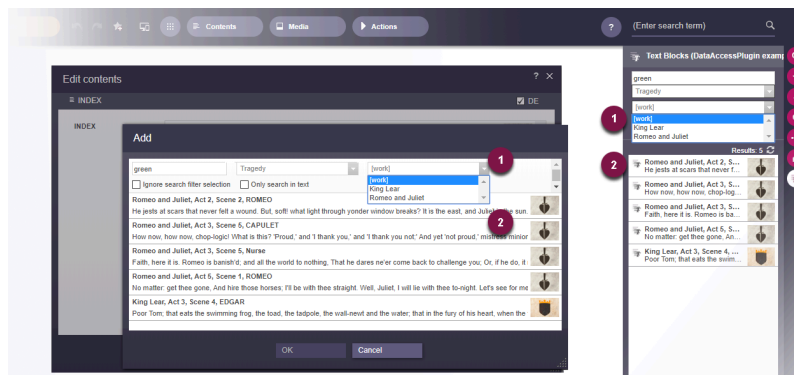 Contents
Media
Actions
?
(Enter search term)
Edit contents
? ×
INDEX
DE
INDEX
Add
green
Tragedy
[work]
1
Ignore search filter selection
Only search in text
[work]
King Lear
Romeo and Juliet
2
Romeo and Juliet, Act 2, Scene 2, ROMEO
He jests at scars that never felt a wound. But, soft! what light through yonder window breaks? It is the east, and Juliet is the sun.
Romeo and Juliet, Act 3, Scene 5, CAPULET
How now, how now, chop-logic! What is this? 'Proud,' and 'I thank you,' and 'I thank you not;' And yet 'not proud,' mistress minion
Romeo and Juliet, Act 3, Scene 5, Nurse
Faith, here it is. Romeo is banish'd; and all the world to nothing, That he dares ne'er come back to challenge you; Or, if he do, it
Romeo and Juliet, Act 5, Scene 1, ROMEO
No matter: get thee gone, And hire those horses; I'll be with thee straight. Well, Juliet, I will lie with thee to-night. Let's see for me
King Lear, Act 3, Scene 4, EDGAR
Poor Tom; that eats the swimming frog, the toad, the tadpole, the wall-newt and the water; that in the fury of his heart, when the
OK
Cancel
Text Blocks (DataAccessPlugin examp
green
Tragedy
[work]
1
[work]
King Lear
Romeo and Juliet
Results: 5
2
Romeo and Juliet, Act 2, S...
He jests at scars that never f...
Romeo and Juliet, Act 3, S...
How now, how now, chop-log...
Romeo and Juliet, Act 3, S...
Faith, here it is. Romeo is ba...
Romeo and Juliet, Act 5, S...
No matter: get thee gone, An...
King Lear, Act 3, Scene 4, ...
Poor Tom; that eats the swim...